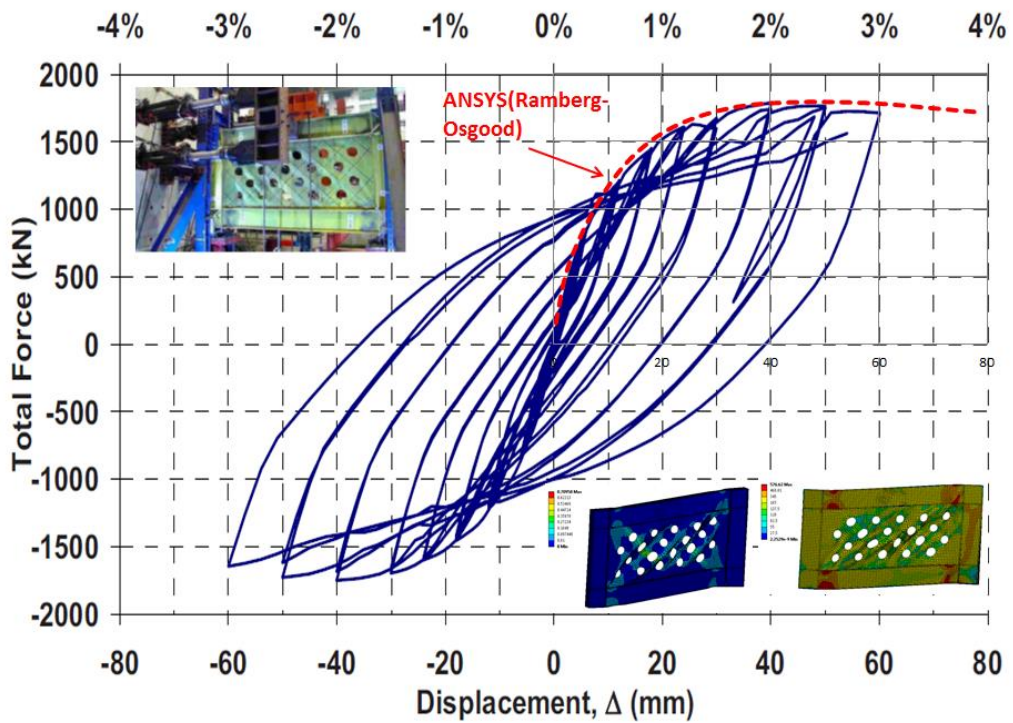 -4% -3% -2% -1% 0% 1% 2% 3% 4%
2000
1500
1000
500
0
-500
-1000
-1500
-2000
Total Force (kN)
ANSYS(Ramberg-
Osgood)
0 20 40 60 80
-80 -60 -40 -20 0 20 40 60 80
Displacement, Δ (mm)